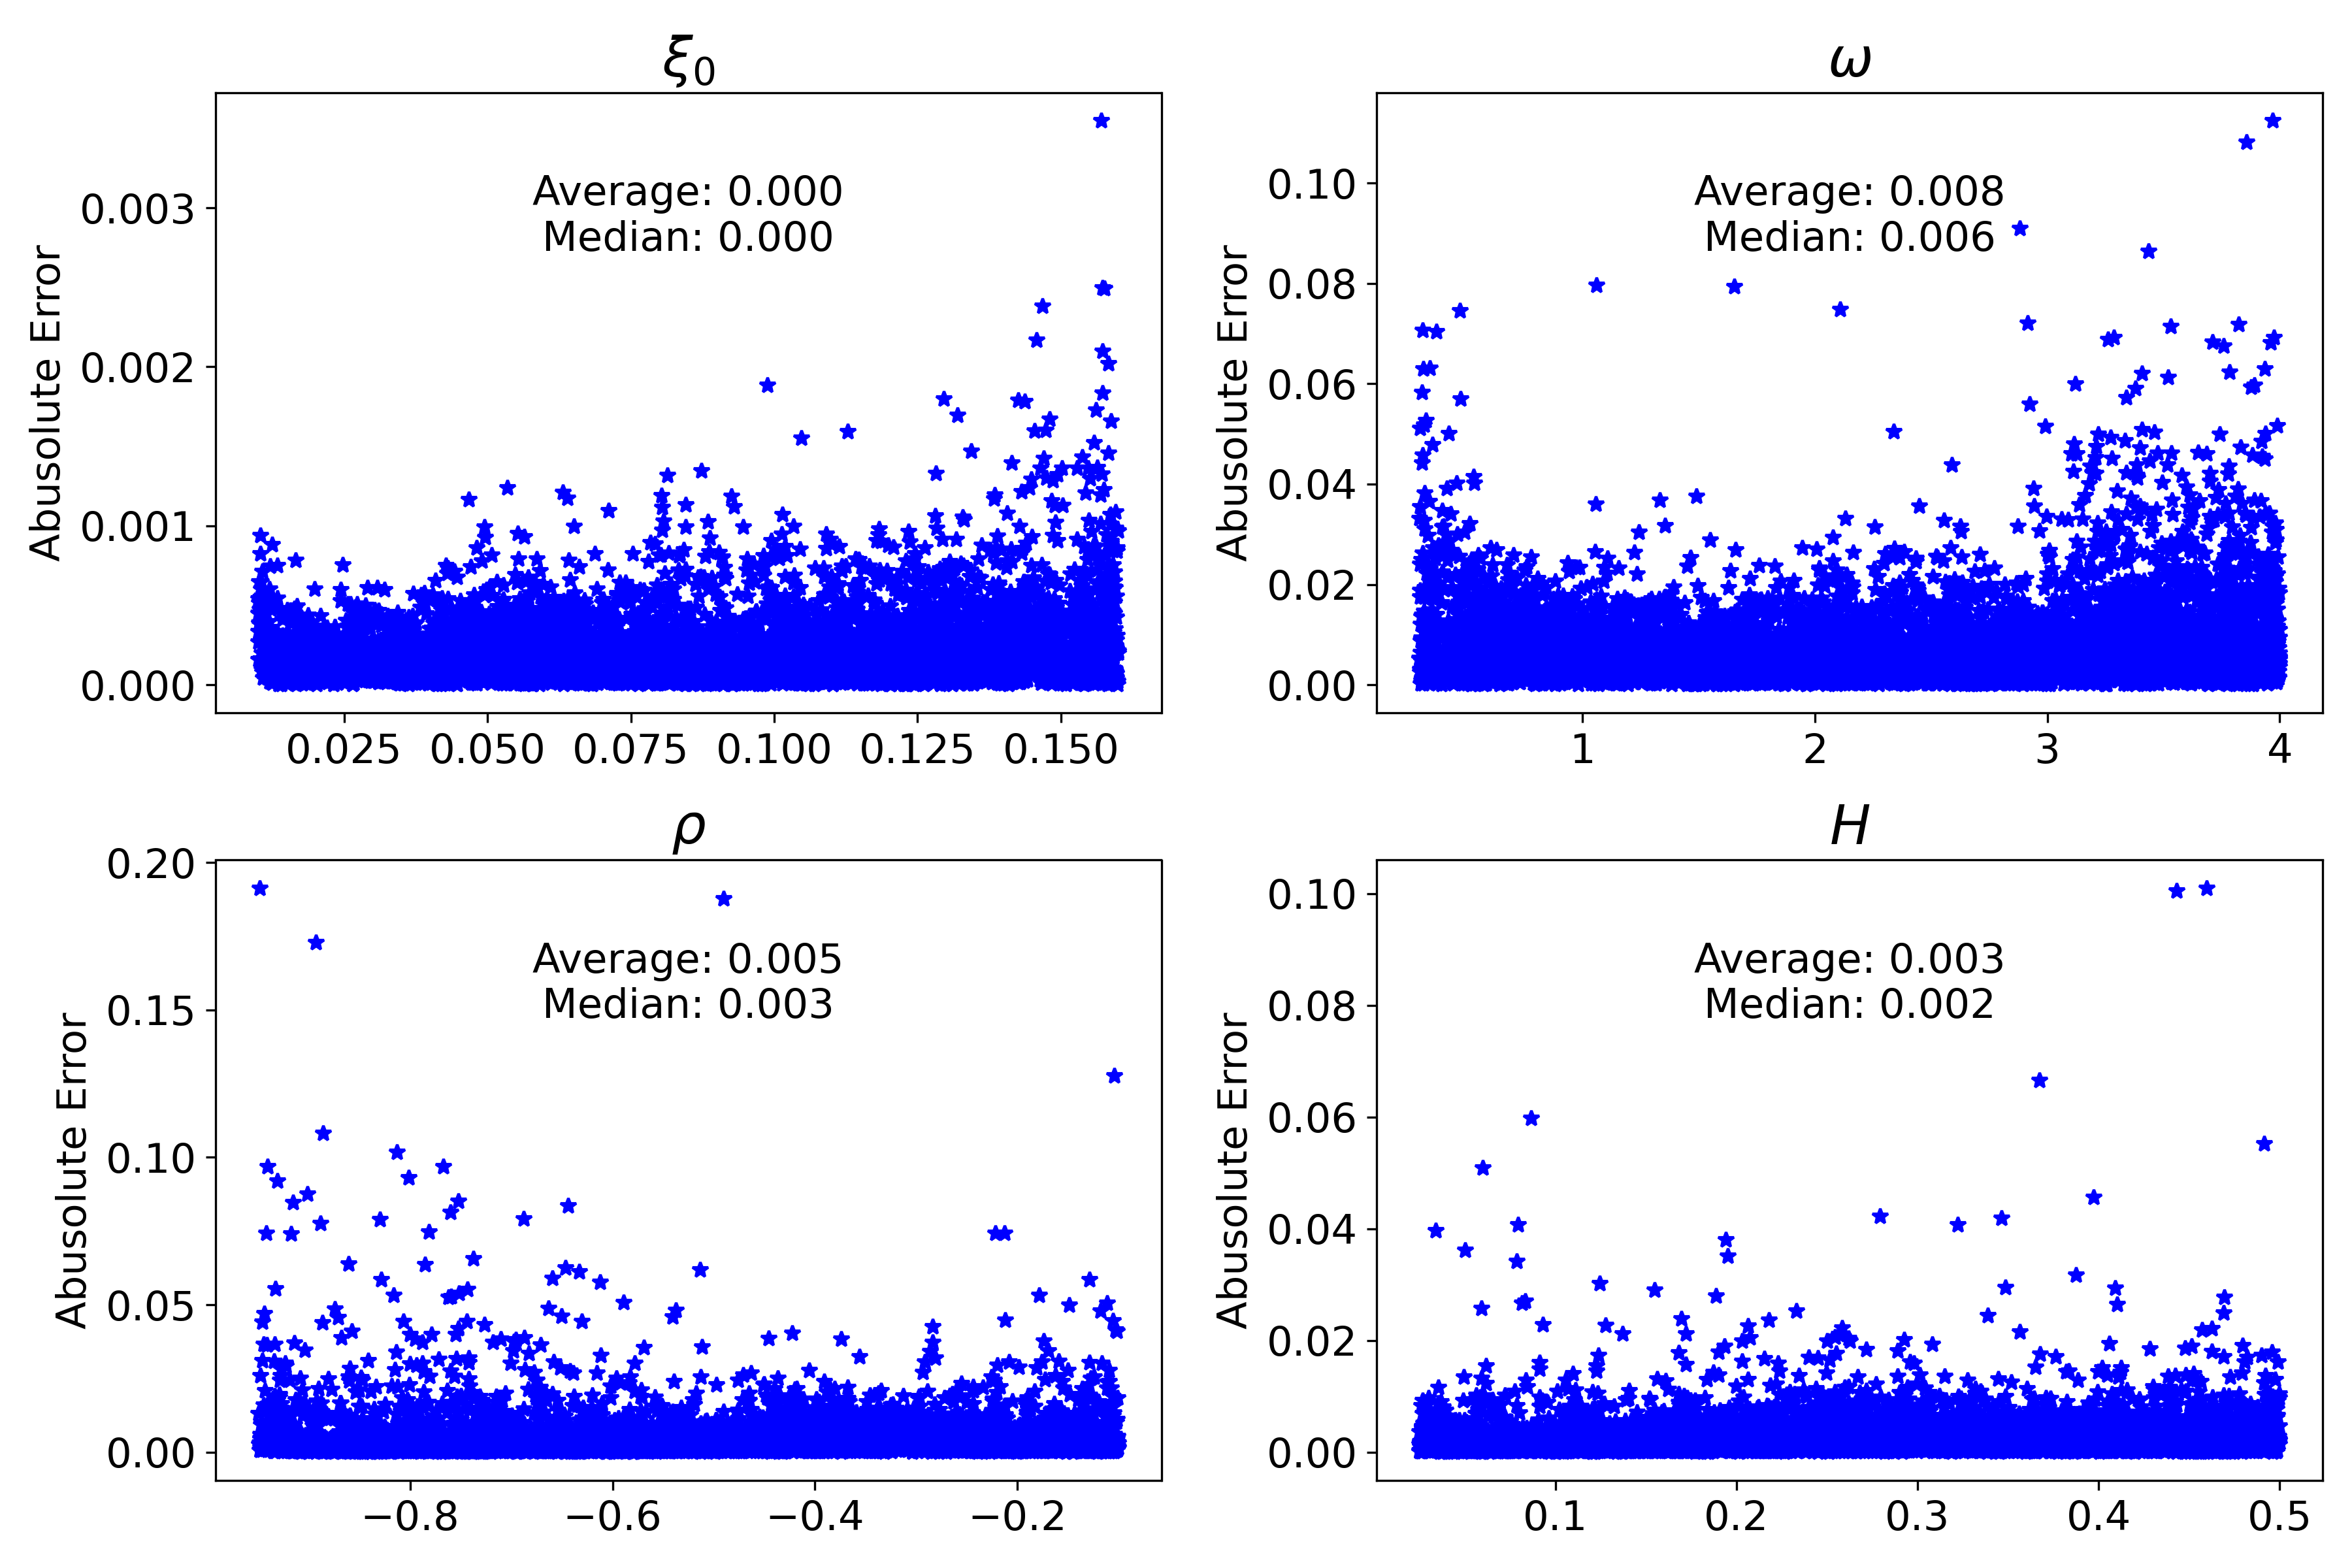 ξ0
Abusolute Error
0.003
0.002
0.001
0.000
Average: 0.000
Median: 0.000
0.025 0.050 0.075 0.100 0.125 0.150
ω
Abusolute Error
0.10
0.08
0.06
0.04
0.02
0.00
Average: 0.008
Median: 0.006
1 2 3 4
ρ
Abusolute Error
0.20
0.15
0.10
0.05
0.00
Average: 0.005
Median: 0.003
−0.8 −0.6 −0.4 −0.2
H
Abusolute Error
0.10
0.08
0.06
0.04
0.02
0.00
Average: 0.003
Median: 0.002
0.1 0.2 0.3 0.4 0.5